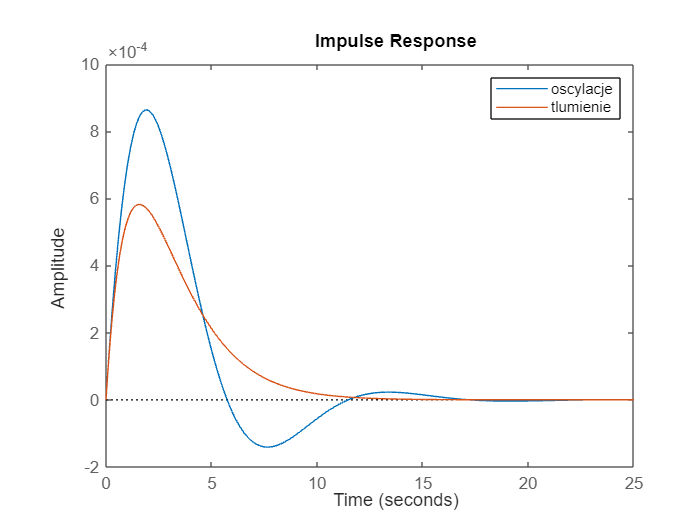 Impulse Response
×10-4
oscylacje
tlumienie
Amplitude
10
8
6
4
2
0
-2
0 5 10 15 20 25
Time (seconds)